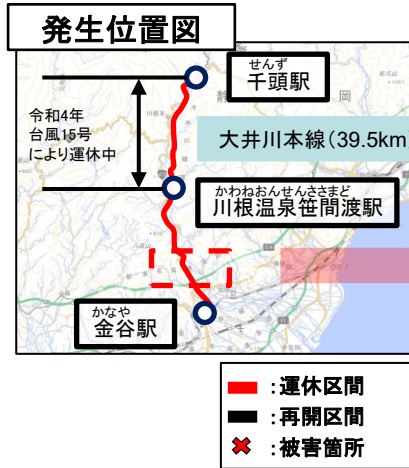 発生位置図
せんず
千頭駅
令和4年
台風15号
により運休中
大井川本線(39.5km
かわねおんせんささまど
川根温泉笹間渡駅
かなや
金谷駅
:運休区間
:再開区間
:被害箇所